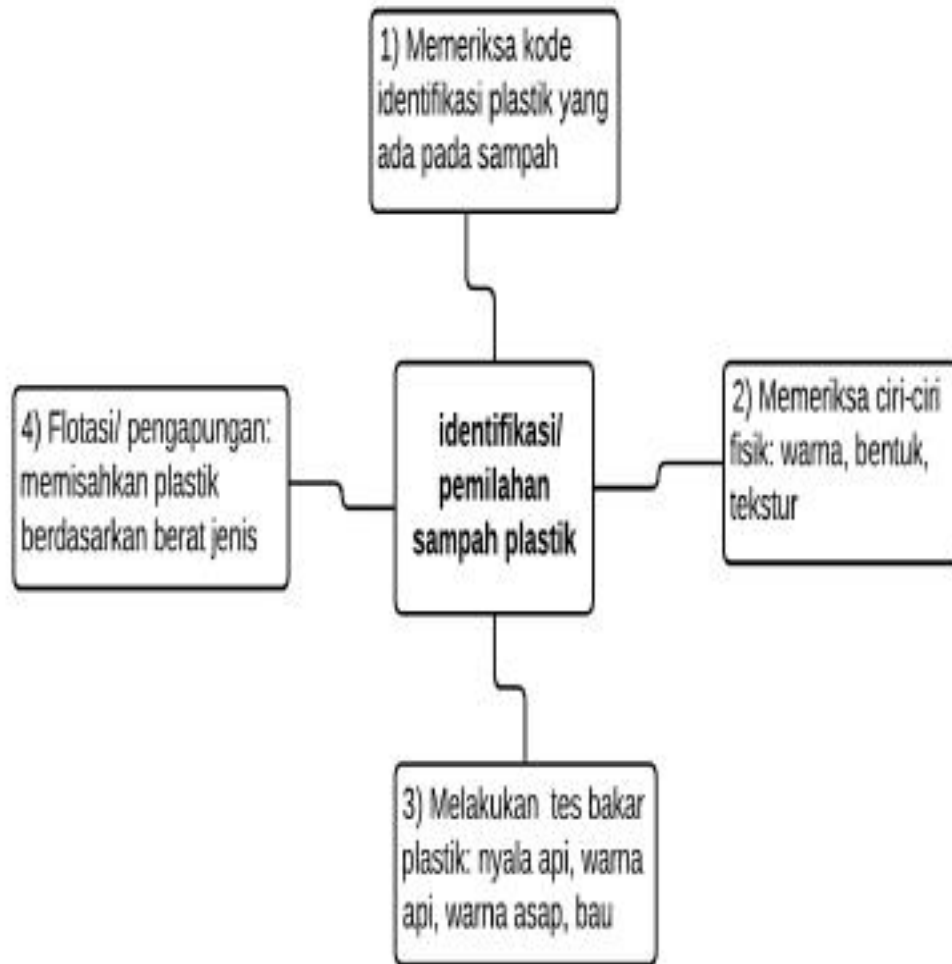 1) Memeriksa kode
identifikasi plastik yang
ada pada sampah
4) Flotasi/ pengapungan:
memisahkan plastik
berdasarkan berat jenis
identifikasi/
pemilahan
sampah plastik
2) Memeriksa ciri-ciri
fisik: warna, bentuk,
tekstur
3) Melakukan tes bakar
plastik: nyala api, warna
api, warna asap, bau